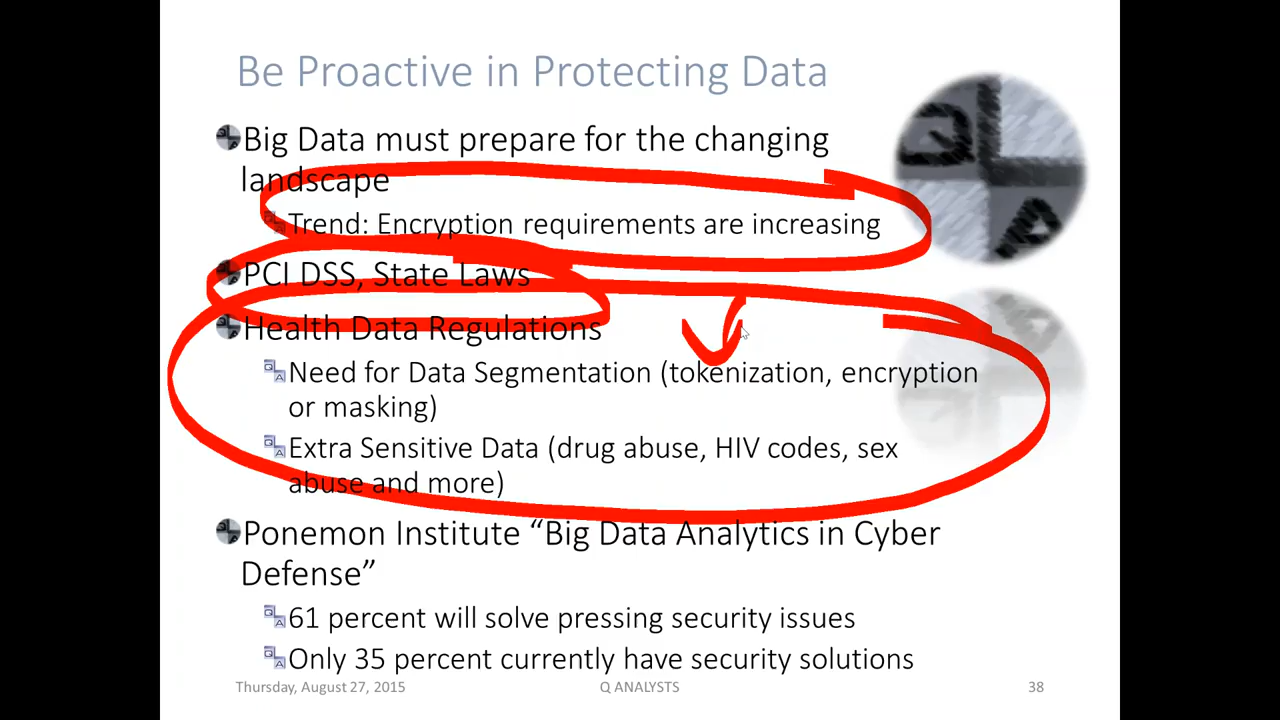 Be Proactive in Protecting Data
Big Data must prepare for the changing
landscape
Trend: Encryption requirements are increasing
PCI DSS, State Laws
Health Data Regulations
Need for Data Segmentation (tokenization, encryption
or masking)
Extra Sensitive Data (drug abuse, HIV codes, sex
abuse and more)
Ponemon Institute “Big Data Analytics in Cyber
Defense”
61 percent will solve pressing security issues
Only 35 percent currently have security solutions
Thursday, August 27, 2015 Q ANALYSTS 38
Q
A